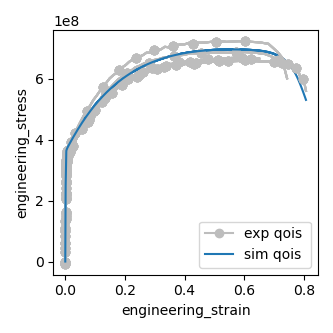 1e8
6
4
2
0
engineering_stress
exp qois
sim qois
0.0 0.2 0.4 0.6 0.8
engineering_strain